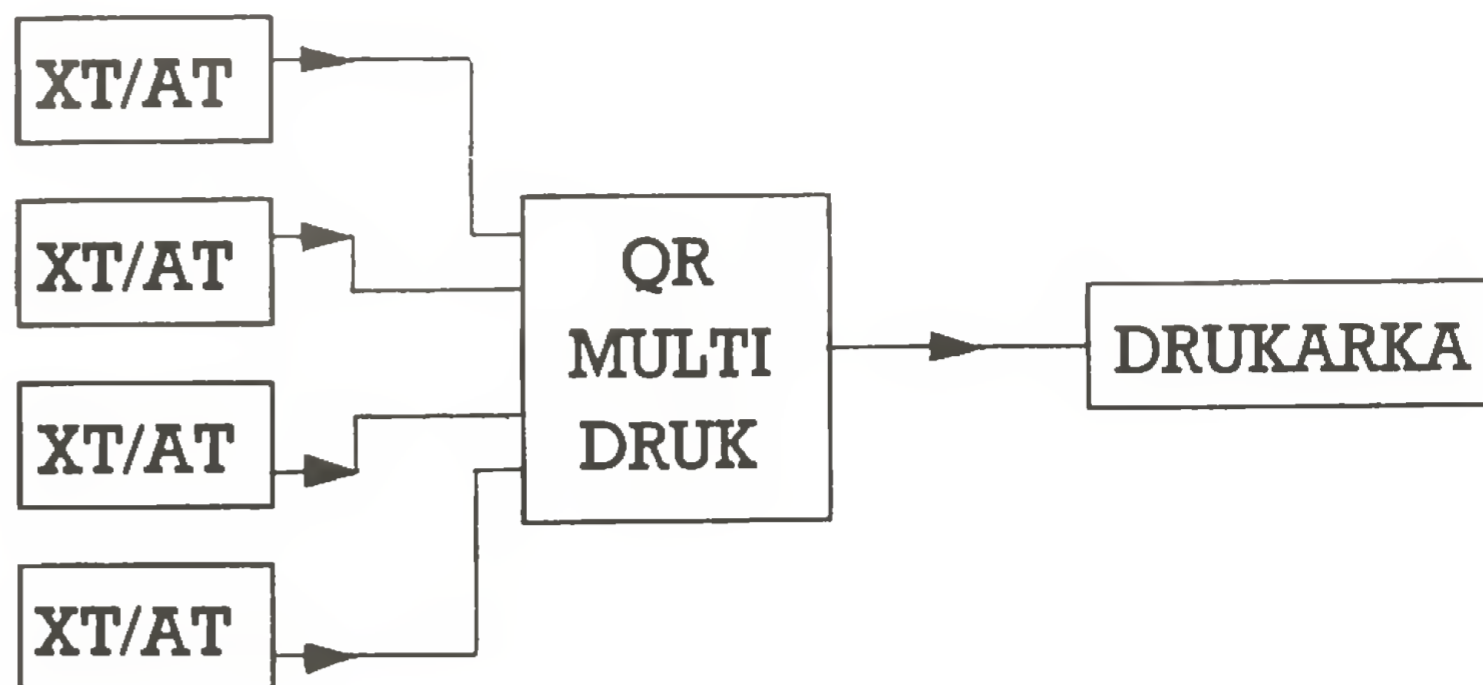 XT/AT
XT/AT
XT/AT
XT/AT
QR
MULTI
DRUK
DRUKARKA